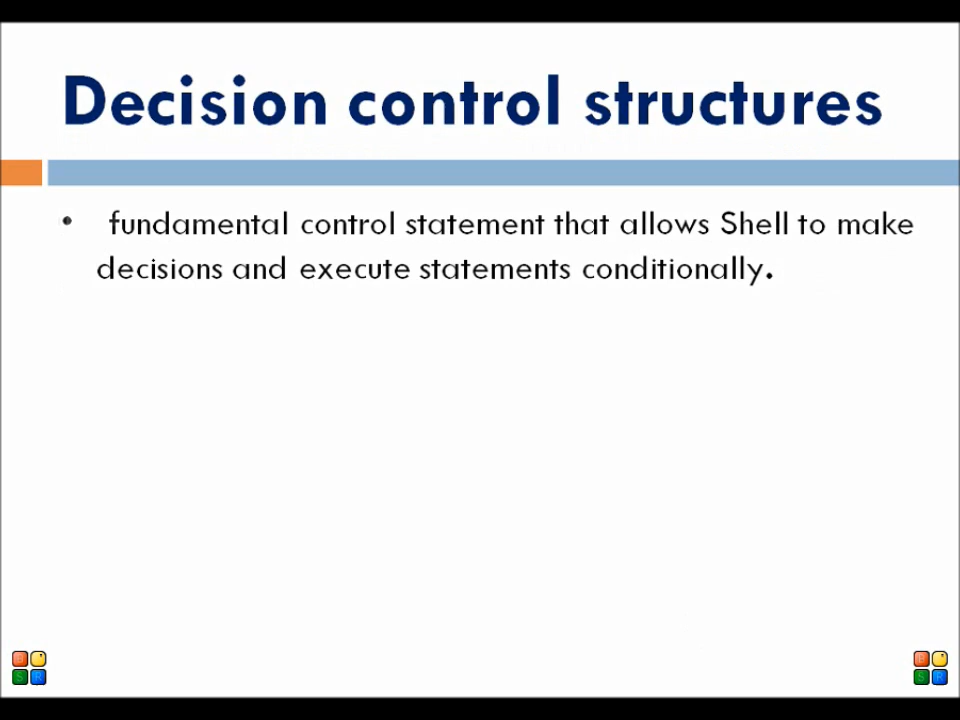 Decision control structures
• fundamental control statement that allows Shell to make
decisions and execute statements conditionally.